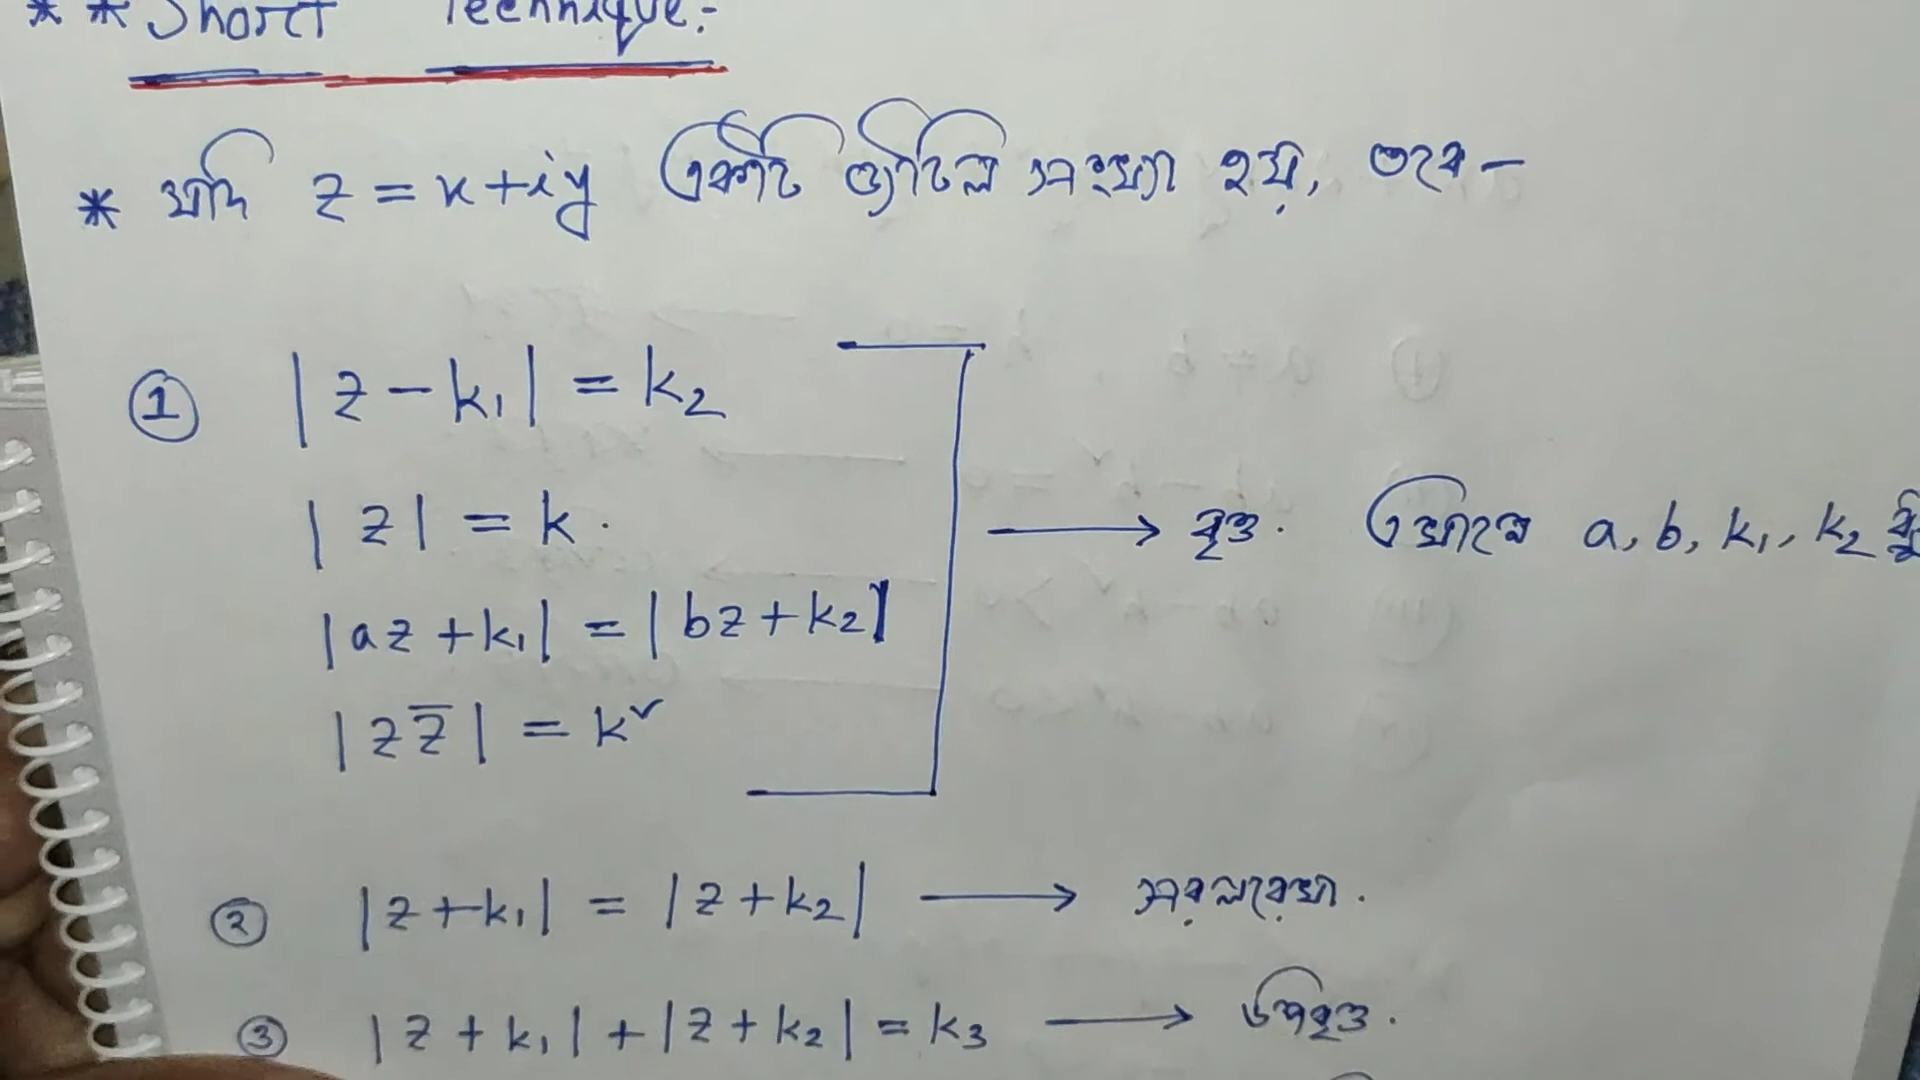 * * Short Technique:-
* যদি z = x+iy একটি জটিল সংখ্যা হয়, তবে -
① |z - k₁| = k₂
|z| = k.
→ বৃত্ত. এখানে a, b, k₁, k₂
|az + k₁| = |bz + k₂|
|z z̅| = k²
② |z + k₁| = |z + k₂| → সরলরেখা.
③ |z + k₁| + |z + k₂| = k₃ → উপবৃত্ত.